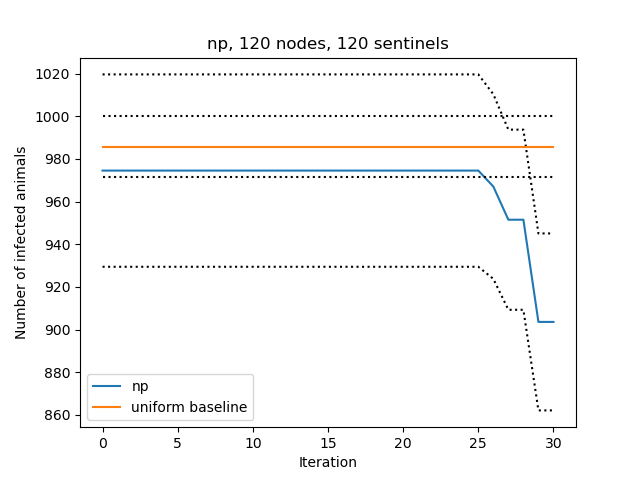 np, 120 nodes, 120 sentinels
1020
1000
980
960
940
920
900
880
860
Number of infected animals
np
uniform baseline
0 5 10 15 20 25 30
Iteration